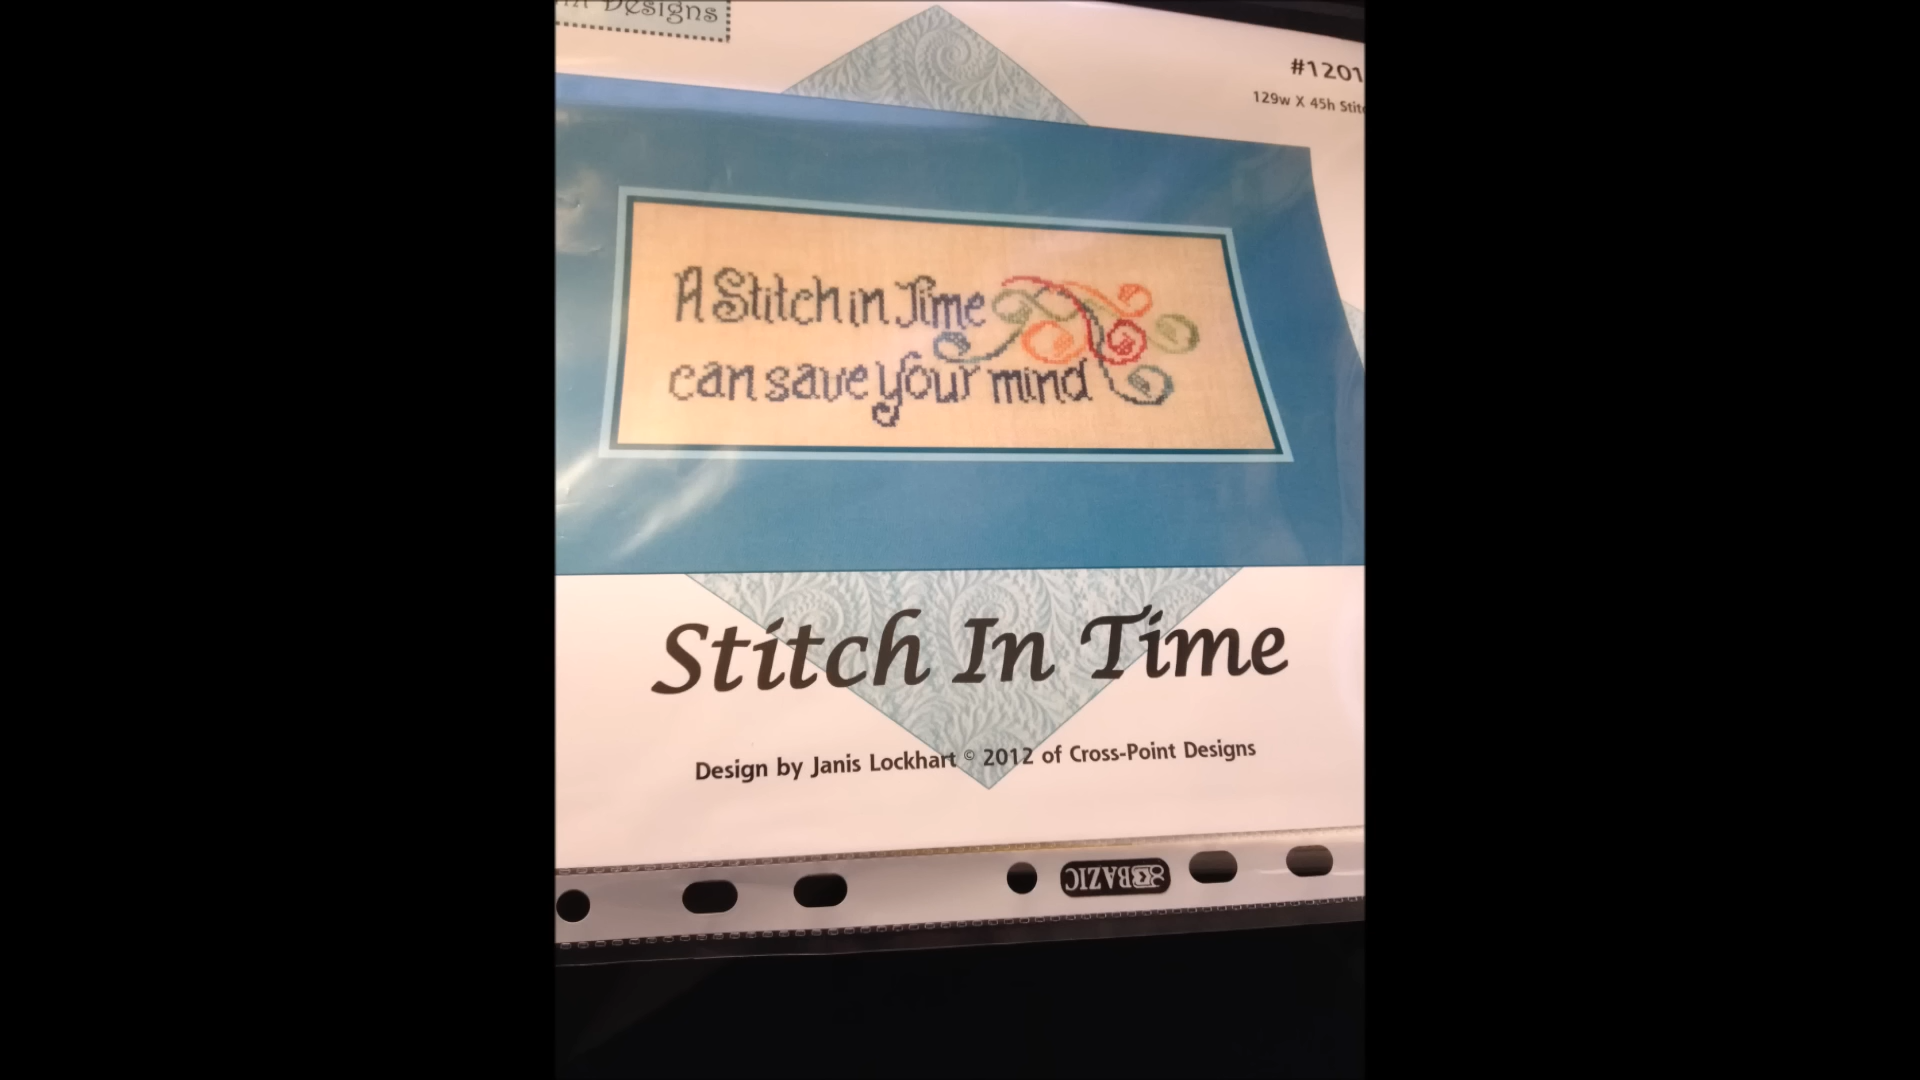 Designs
#1201
129w X 45h
A Stitch in Time
can save your mind
Stitch In Time
Design by Janis Lockhart © 2012 of Cross-Point Designs
BAZIC